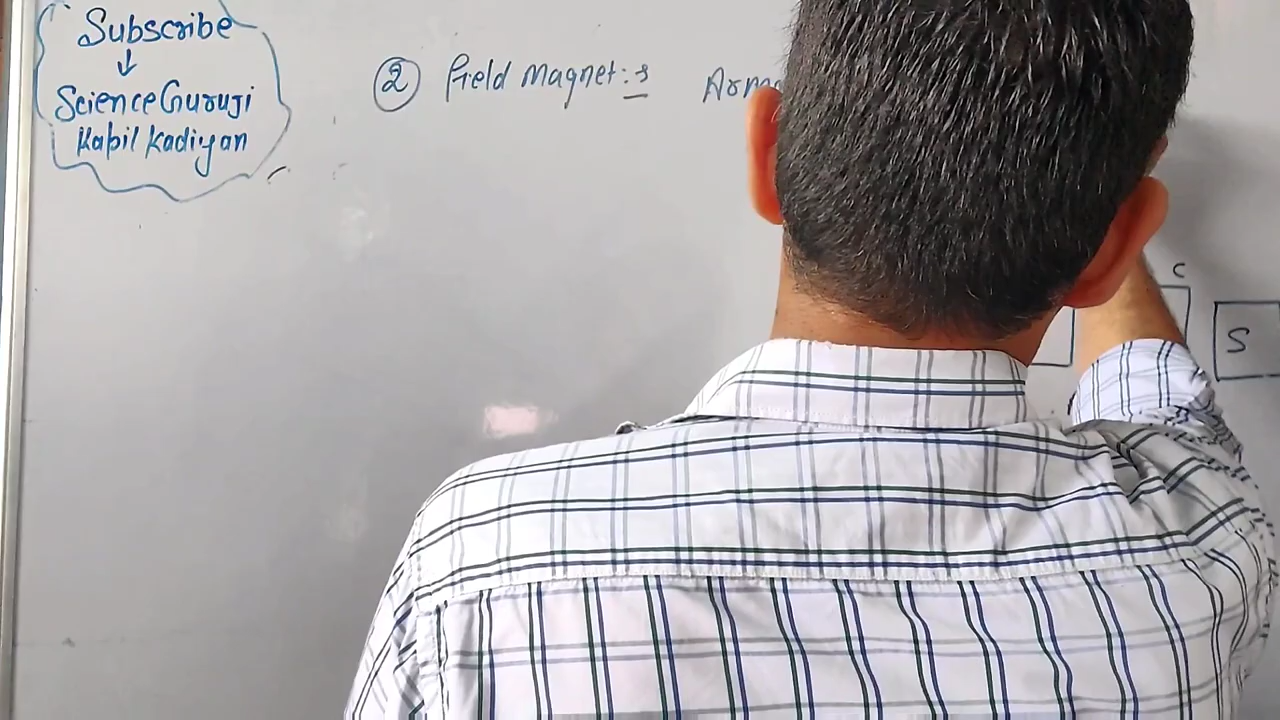 Subscribe
↓
ScienceGuruji
Kapil Kadiyan
② Field Magnet:-
C
S